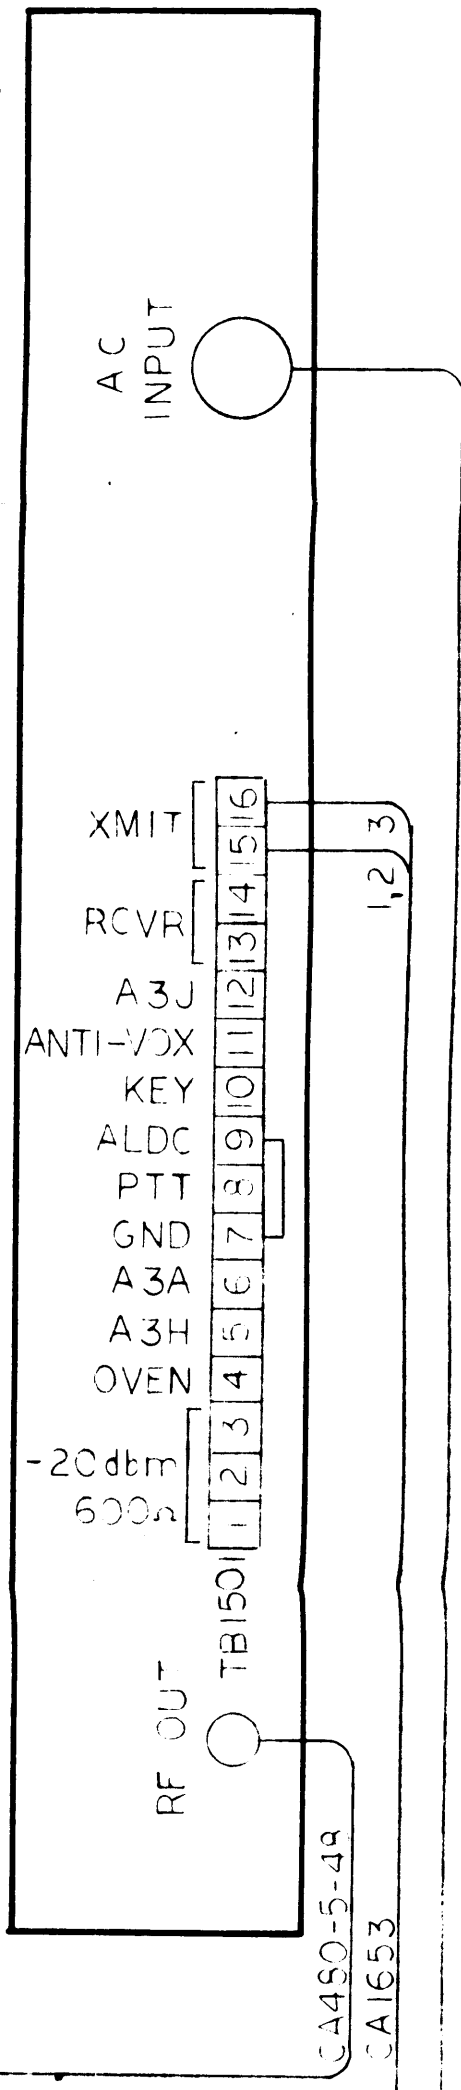 AC
INPUT
XMIT
RCVR
A3J
ANTI-VOX
KEY
ALDC
PTT
GND
A3A
A3H
OVEN
-20dbm
600Ω
16
15
14
13
12
11
10
9
8
7
6
5
4
3
2
1
TB1501
3
1,2
RF OUT
CA480-5-48
CA1653